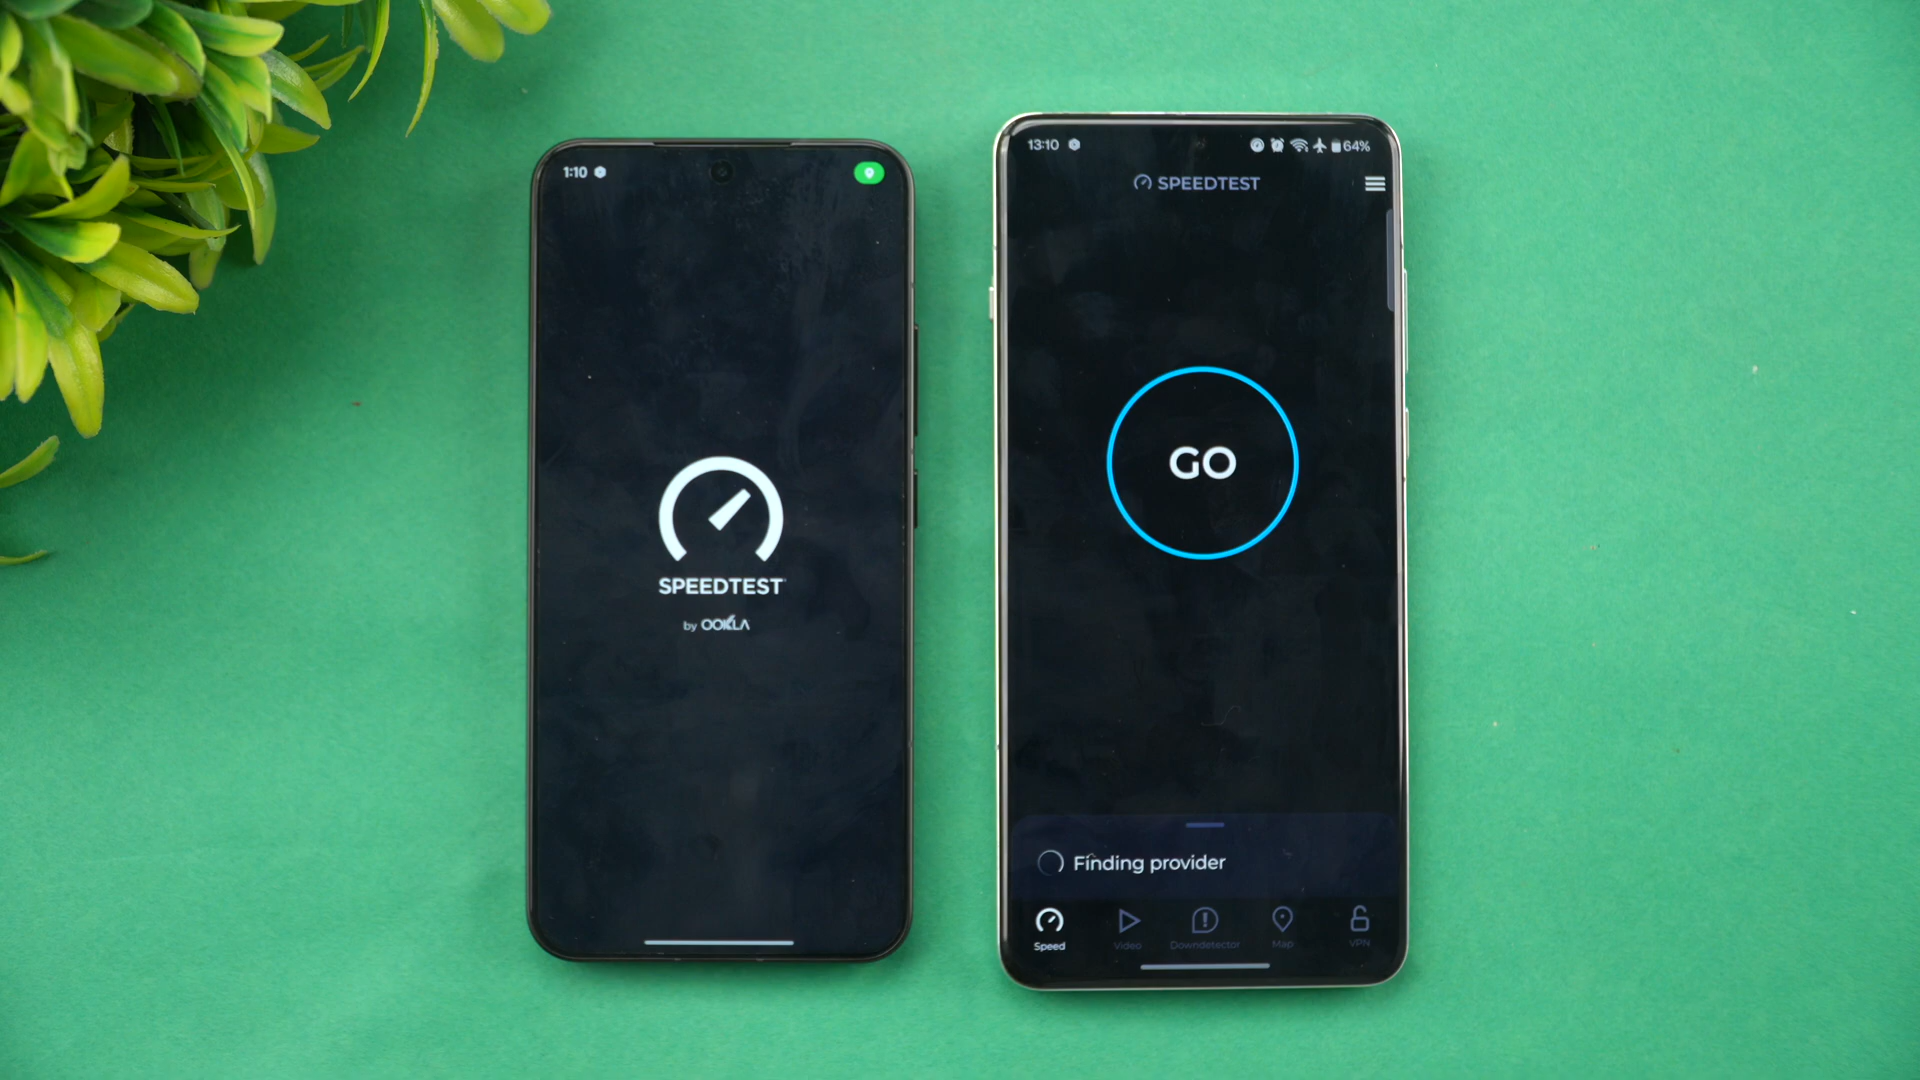 1:10
SPEEDTEST
by OOKLA
13:10
64%
SPEEDTEST
GO
Finding provider
Speed Video Downdetector Map VPN